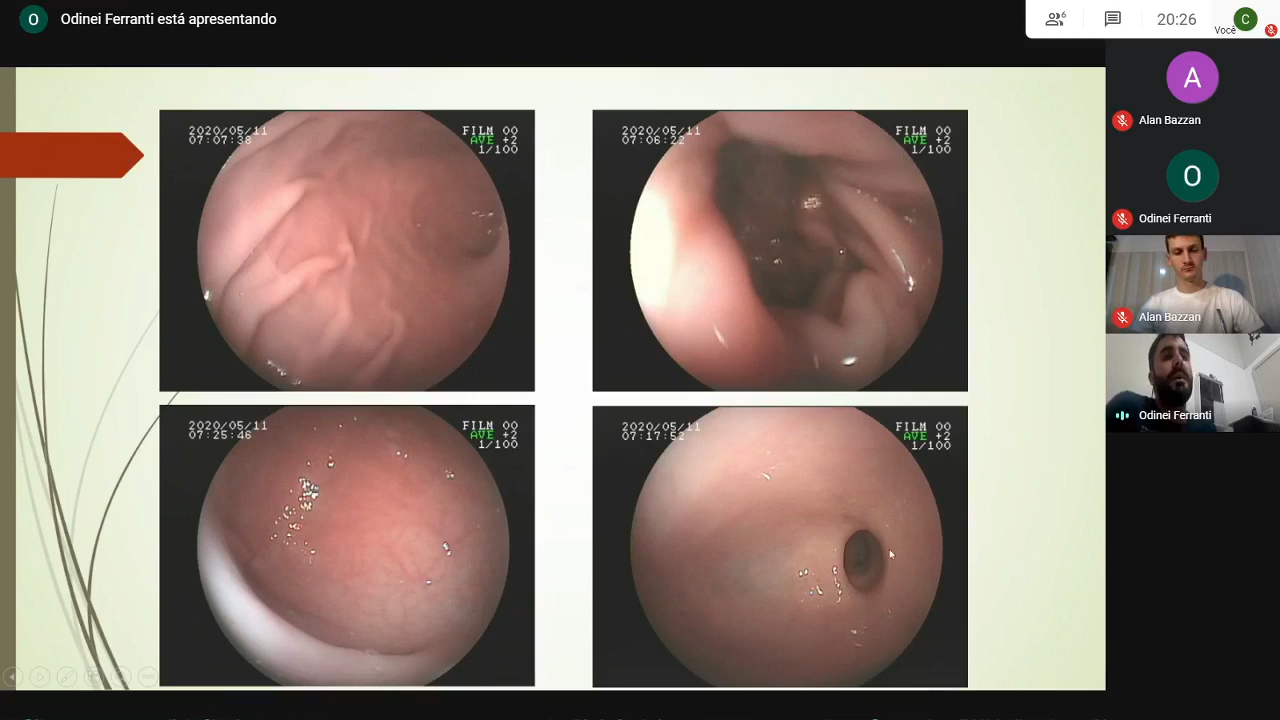 O
Odinei Ferranti está apresentando
6
20:26
Você
C
A
Alan Bazzan
O
Odinei Ferranti
Alan Bazzan
Odinei Ferranti
2020/05/11
07:07:38
FILM 00
AVE +2
1/100
2020/05/11
07:06:22
FILM 00
AVE +2
1/100
2020/05/11
07:25:46
FILM 00
AVE +2
1/100
2020/05/11
07:17:52
FILM 00
AVE +2
1/100